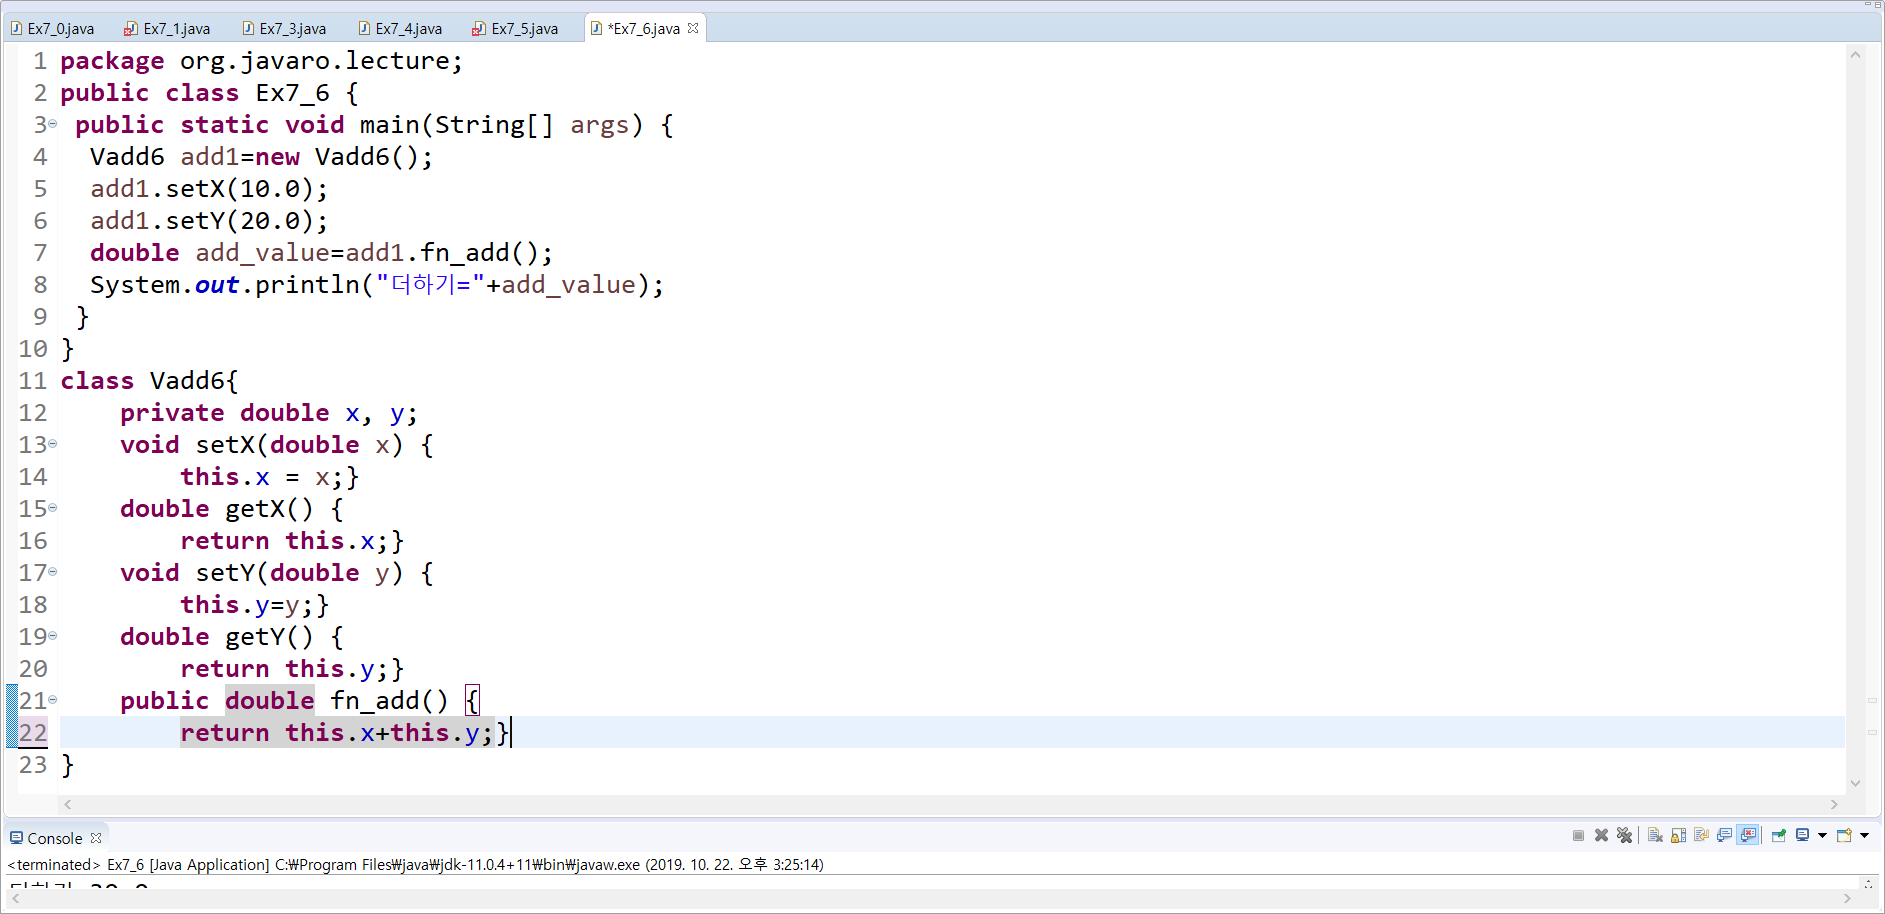 Ex7_0.java Ex7_1.java Ex7_3.java Ex7_4.java Ex7_5.java *Ex7_6.java
1 package org.javaro.lecture;
2 public class Ex7_6 {
3 public static void main(String[] args) {
4 Vadd6 add1=new Vadd6();
5 add1.setX(10.0);
6 add1.setY(20.0);
7 double add_value=add1.fn_add();
8 System.out.println("더하기="+add_value);
9 }
10 }
11 class Vadd6{
12 private double x, y;
13 void setX(double x) {
14 this.x = x;}
15 double getX() {
16 return this.x;}
17 void setY(double y) {
18 this.y=y;}
19 double getY() {
20 return this.y;}
21 public double fn_add() {
22 return this.x+this.y;}
23 }
Console
<terminated> Ex7_6 [Java Application] C:₩Program Files₩java₩jdk-11.0.4+11₩bin₩javaw.exe (2019. 10. 22. 오후 3:25:14)